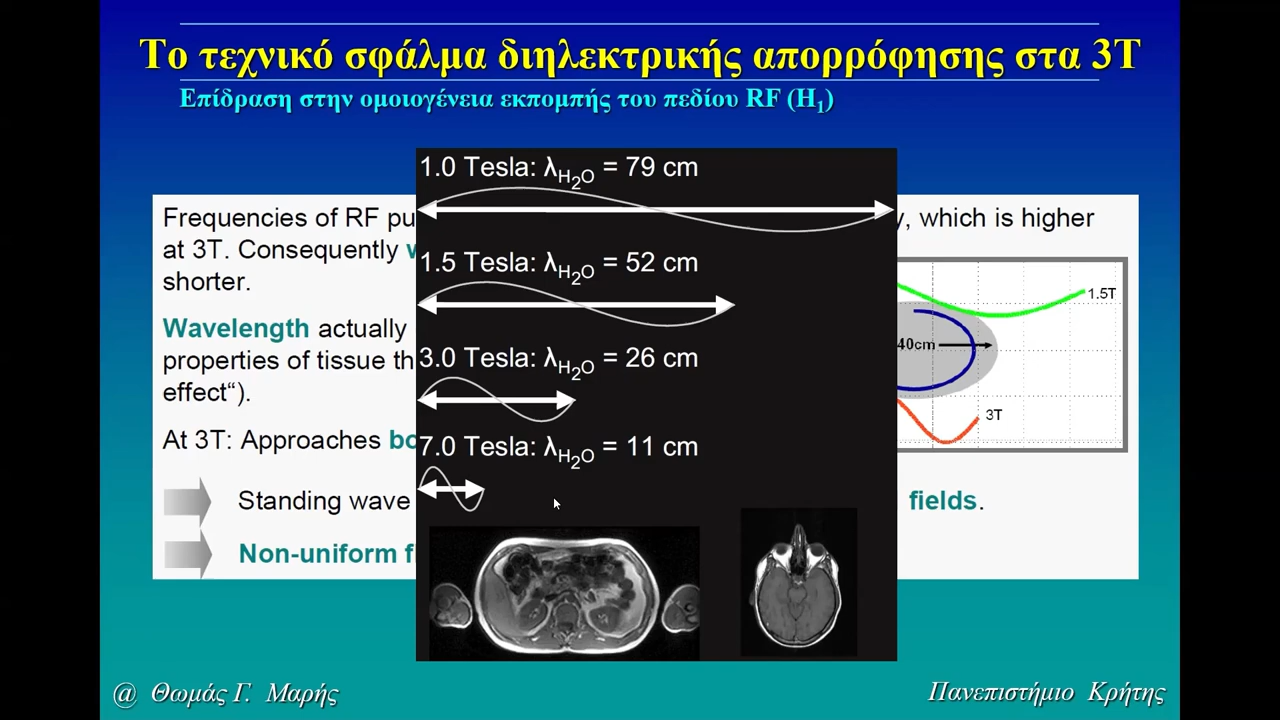 Το τεχνικό σφάλμα διηλεκτρικής απορρόφησης στα 3Τ
Επίδραση στην ομοιογένεια εκπομπής του πεδίου RF (H1)
1.0 Tesla: λH2O = 79 cm
1.5 Tesla: λH2O = 52 cm
3.0 Tesla: λH2O = 26 cm
7.0 Tesla: λH2O = 11 cm
Frequencies of RF
which is higher
at 3T. Consequently
shorter.
Wavelength actually
properties of tissue
effect“).
At 3T: Approaches
Standing wave
fields.
Non-uniform
1.5T
40cm
3T
@ Θωμάς Γ. Μαρής
Πανεπιστήμιο Κρήτης